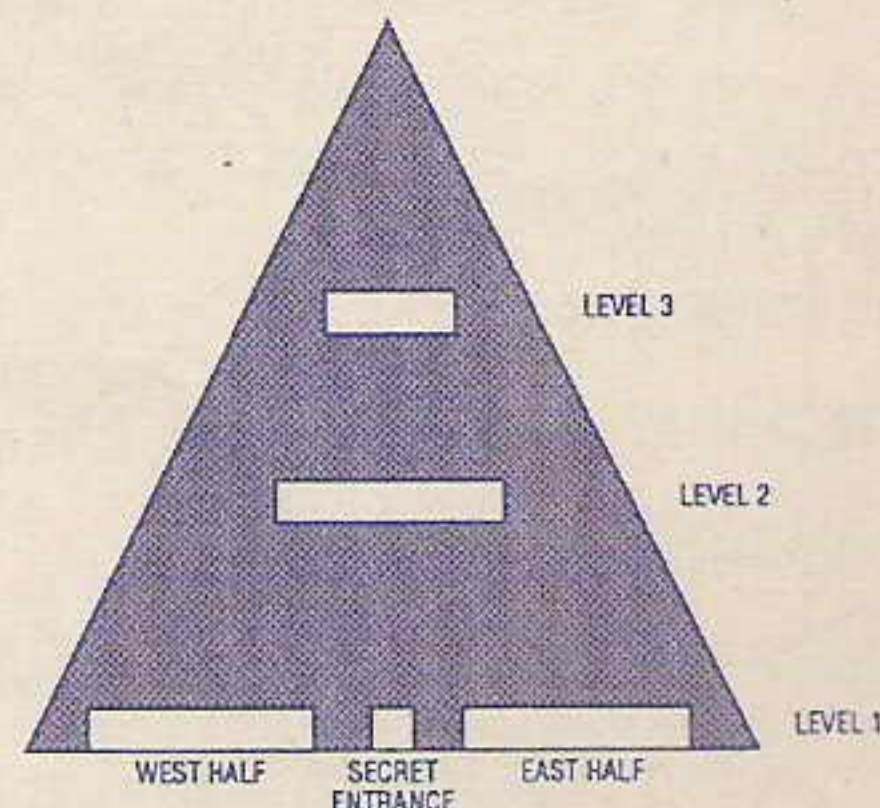 LEVEL 3
LEVEL 2
LEVEL 1
WEST HALF
SECRET
ENTRANCE
EAST HALF